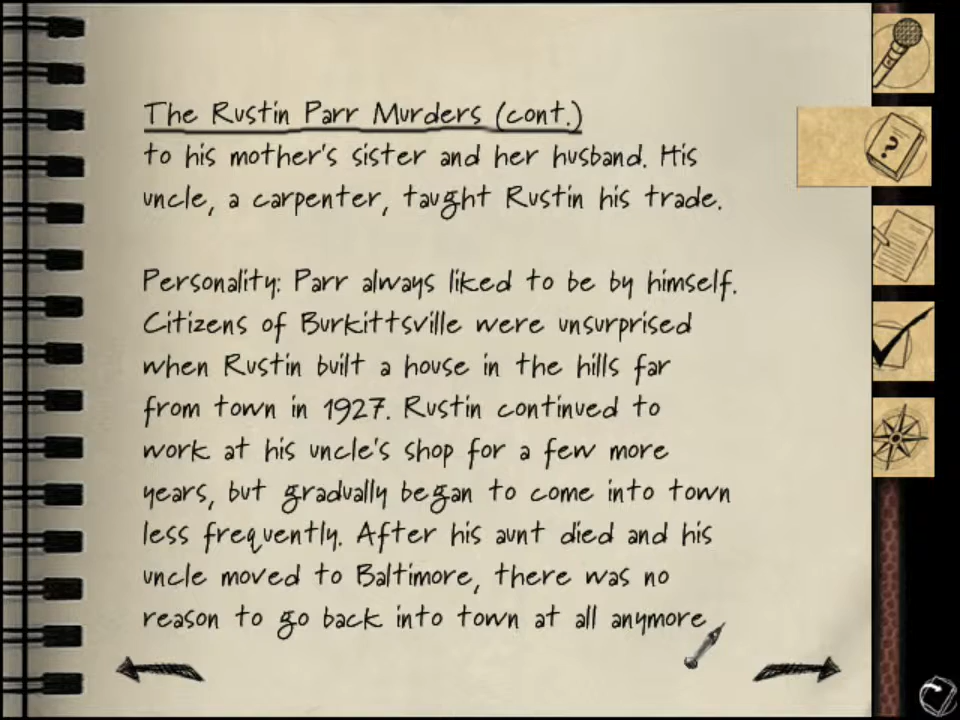 The Rustin Parr Murders (cont.)
to his mother's sister and her husband. His
uncle, a carpenter, taught Rustin his trade.
Personality: Parr always liked to be by himself.
Citizens of Burkittsville were unsurprised
when Rustin built a house in the hills far
from town in 1927. Rustin continued to
work at his uncle's shop for a few more
years, but gradually began to come into town
less frequently. After his aunt died and his
uncle moved to Baltimore, there was no
reason to go back into town at all anymore
?